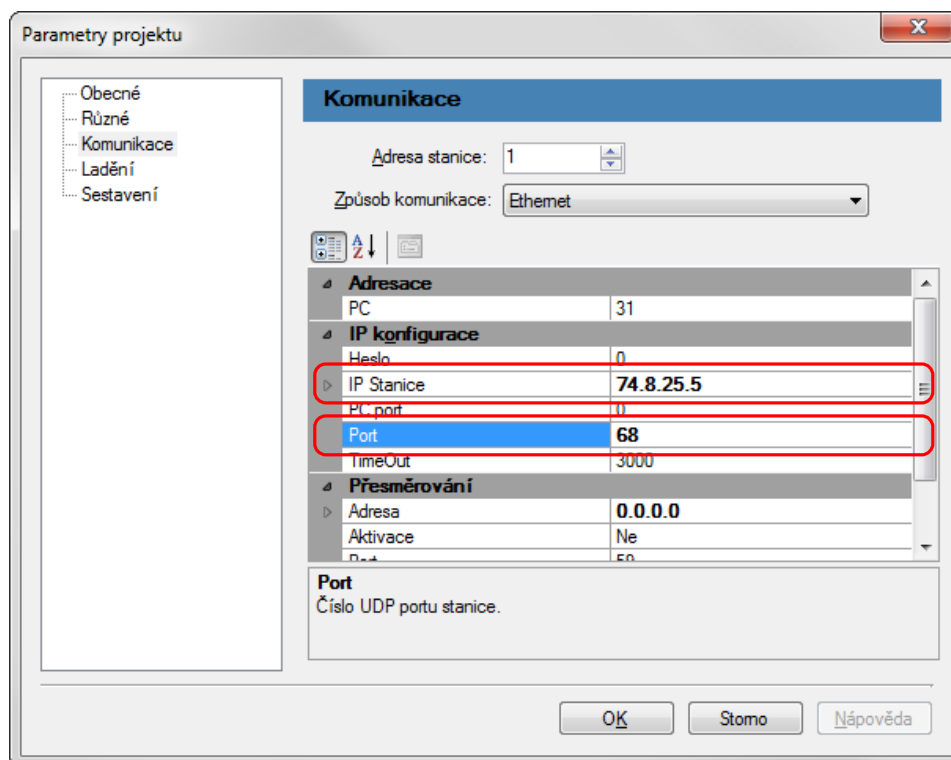 Parametry projektu
Obecné
Různé
Komunikace
Ladění
Sestavení
Komunikace
Adresa stanice: 1
Způsob komunikace: Ethernet
Adresace
PC 31
IP konfigurace
Heslo 0
IP Stanice 74.8.25.5
PC port 0
Port 68
TimeOut 3000
Přesměrování
Adresa 0.0.0.0
Aktivace Ne
Port 59
Port
Číslo UDP portu stanice.
OK Storno Nápověda